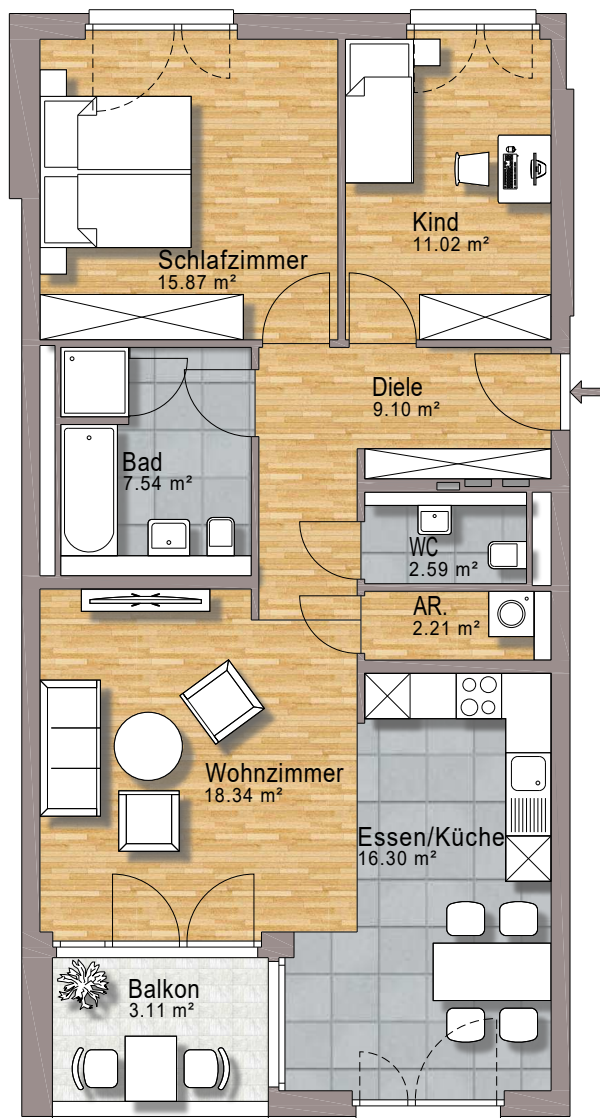 Kind
11.02 m²
Schlafzimmer
15.87 m²
Diele
9.10 m²
Bad
7.54 m²
WC
2.59 m²
AR.
2.21 m²
Wohnzimmer
18.34 m²
Essen/Küche
16.30 m²
Balkon
3.11 m²